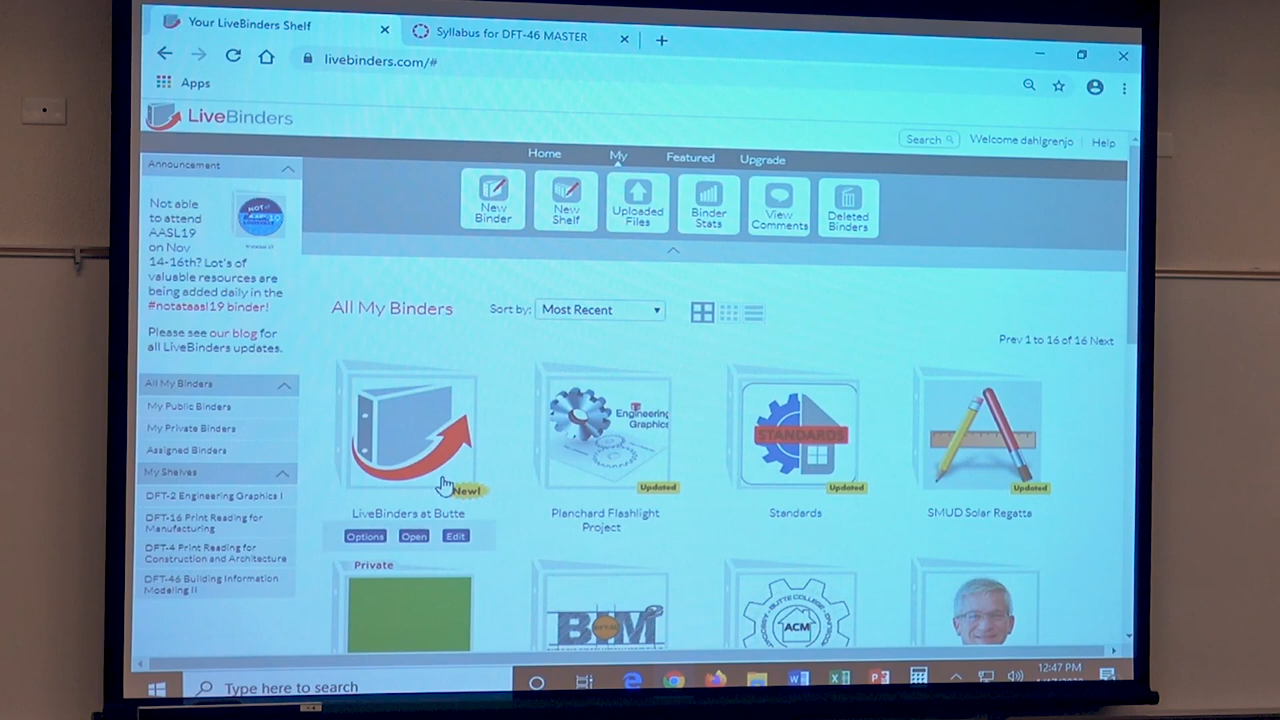 Your LiveBinders Shelf
Syllabus for DFT-46 MASTER
livebinders.com/#
Apps
LiveBinders
Search
Welcome dahlgrenjo
Help
Home
My
Featured
Upgrade
New Binder
New Shelf
Uploaded Files
Binder Stats
View Comments
Deleted Binders
Announcement
Not able
to attend
AASL19
on Nov
14-16th? Lot's of
valuable resources are
being added daily in the
#notataasl19 binder!
Please see our blog for
all LiveBinders updates.
All My Binders
My Public Binders
My Private Binders
Assigned Binders
My Shelves
DFT-2 Engineering Graphics I
DFT-16 Print Reading for
Manufacturing
DFT-4 Print Reading for
Construction and Architecture
DFT-46 Building Information
Modeling II
All My Binders
Sort by:
Most Recent
Prev 1 to 16 of 16 Next
New!
LiveBinders at Butte
Options
Open
Edit
Engineering
Graphics
Updated
Planchard Flashlight
Project
STANDARDS
Updated
Standards
Updated
SMUD Solar Regatta
Private
BIM
BUTTE COLLEGE
ACM
Type here to search
12:47 PM